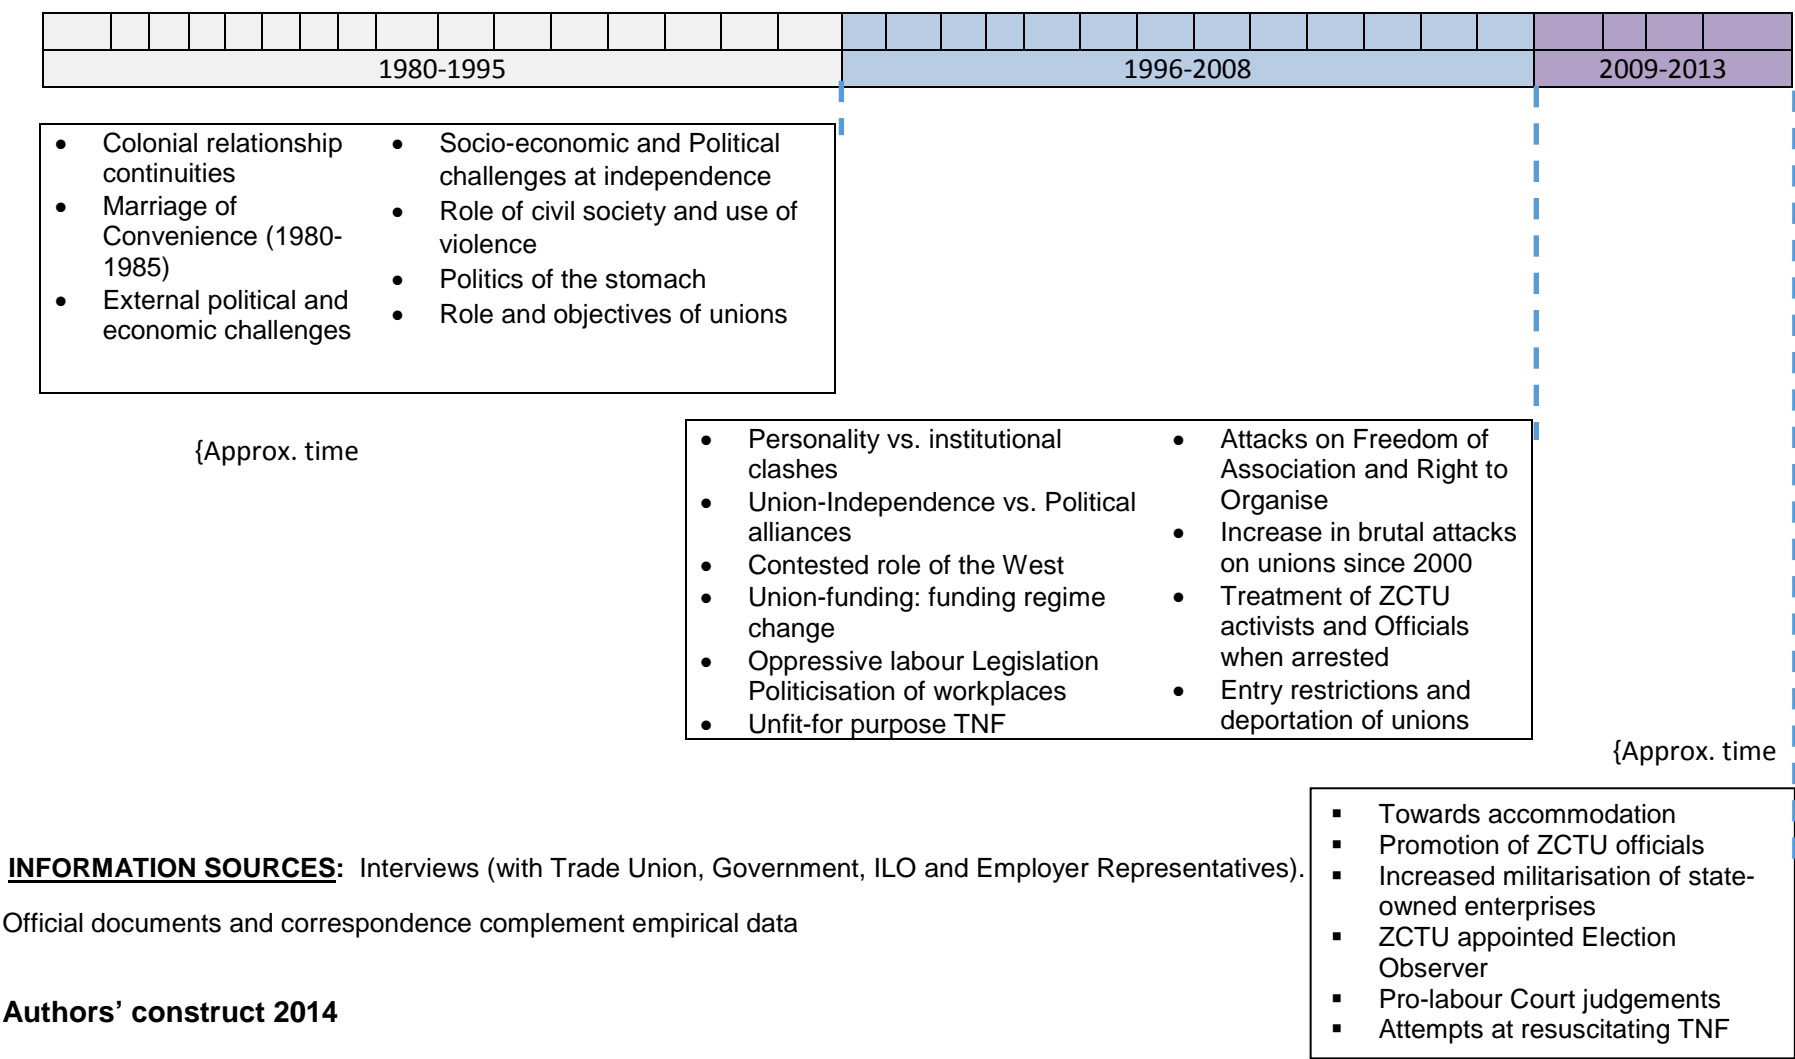 1980-1995
1996-2008
2009-2013
• Colonial relationship
continuities
• Marriage of
Convenience (1980-
1985)
• External political and
economic challenges
• Socio-economic and Political
challenges at independence
• Role of civil society and use of
violence
• Politics of the stomach
• Role and objectives of unions
{Approx. time
• Personality vs. institutional
clashes
• Union-Independence vs. Political
alliances
• Contested role of the West
• Union-funding: funding regime
change
• Oppressive labour Legislation
Politicisation of workplaces
• Unfit-for purpose TNF
• Attacks on Freedom of
Association and Right to
Organise
• Increase in brutal attacks
on unions since 2000
• Treatment of ZCTU
activists and Officials
when arrested
• Entry restrictions and
deportation of unions
{Approx. time
▪ Towards accommodation
▪ Promotion of ZCTU officials
▪ Increased militarisation of state-
owned enterprises
▪ ZCTU appointed Election
Observer
▪ Pro-labour Court judgements
▪ Attempts at resuscitating TNF
INFORMATION SOURCES: Interviews (with Trade Union, Government, ILO and Employer Representatives).
Official documents and correspondence complement empirical data
Authors’ construct 2014